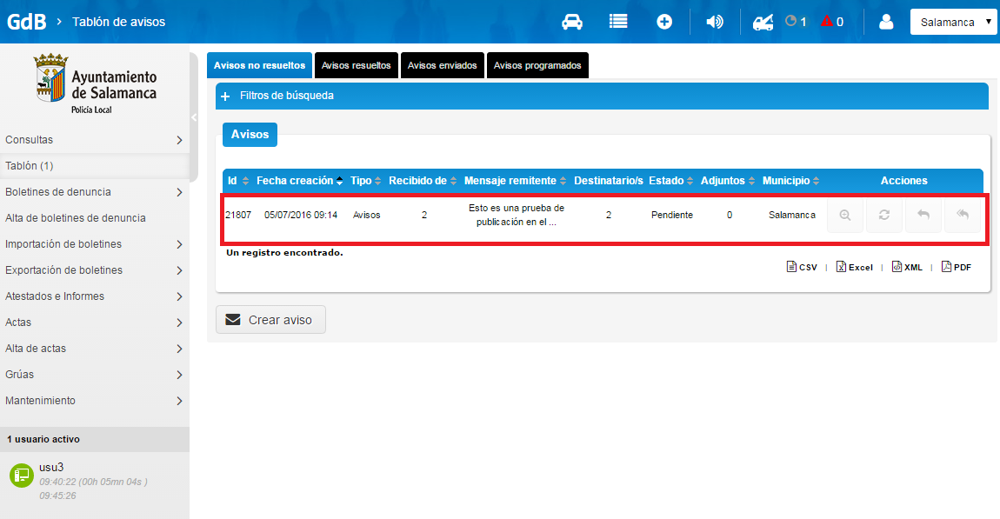 GdB > Tablón de avisos
1
0
Salamanca
Ayuntamiento
de Salamanca
Policía Local
Consultas
Tablón (1)
Boletines de denuncia
Alta de boletines de denuncia
Importación de boletines
Exportación de boletines
Atestados e Informes
Actas
Alta de actas
Grúas
Mantenimiento
1 usuario activo
usu3
09:40:22 (00h 05mn 04s )
09:45:26
Avisos no resueltos Avisos resueltos Avisos enviados Avisos programados
+ Filtros de búsqueda
Avisos
Id Fecha creación Tipo Recibido de Mensaje remitente Destinatario/s Estado Adjuntos Municipio Acciones
21807 05/07/2016 09:14 Avisos 2 Esto es una prueba de publicación en el ... 2 Pendiente 0 Salamanca
Un registro encontrado.
CSV | Excel | XML | PDF
Crear aviso